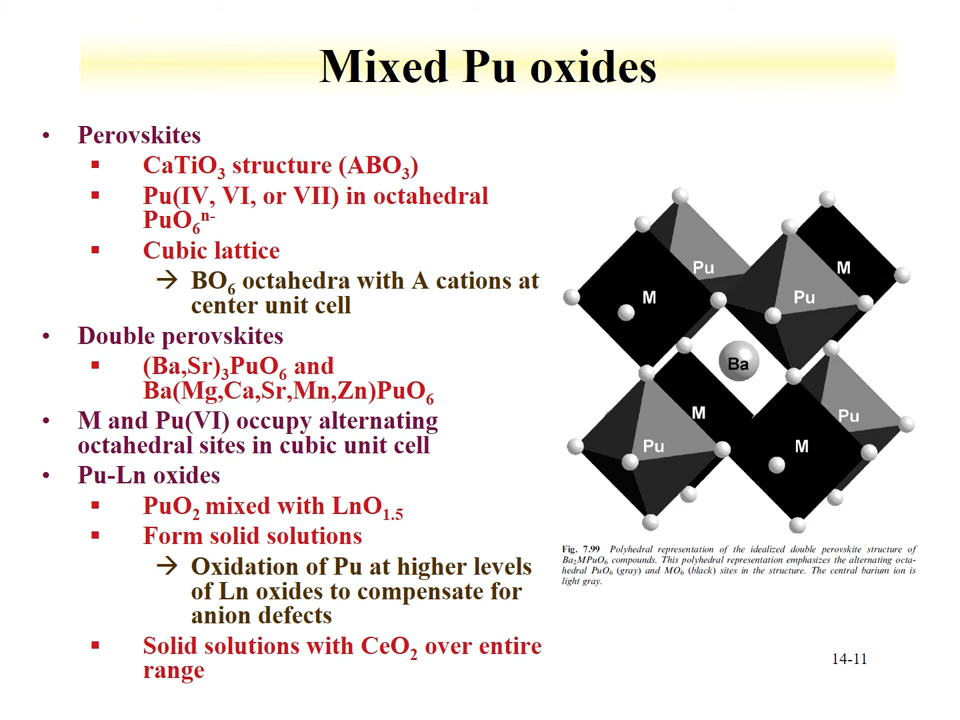 Mixed Pu oxides
• Perovskites
▪ CaTiO3 structure (ABO3)
▪ Pu(IV, VI, or VII) in octahedral
PuO6n-
▪ Cubic lattice
→ BO6 octahedra with A cations at
center unit cell
• Double perovskites
▪ (Ba,Sr)3PuO6 and
Ba(Mg,Ca,Sr,Mn,Zn)PuO6
• M and Pu(VI) occupy alternating
octahedral sites in cubic unit cell
• Pu-Ln oxides
▪ PuO2 mixed with LnO1.5
▪ Form solid solutions
→ Oxidation of Pu at higher levels
of Ln oxides to compensate for
anion defects
▪ Solid solutions with CeO2 over entire
range
Pu
M
M
Pu
Ba
M
Pu
Pu
M
Fig. 7.99 Polyhedral representation of the idealized double perovskite structure of
Ba2MPuO6 compounds. This polyhedral representation emphasizes the alternating octa-
hedral PuO6 (gray) and MO6 (black) sites in the structure. The central barium ion is
light gray.
14-11